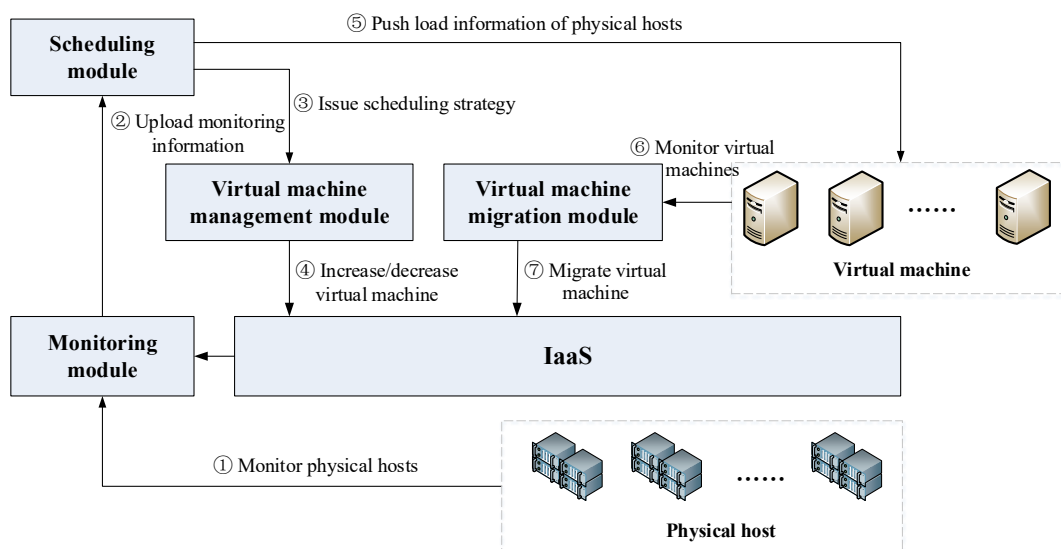 ⑤ Push load information of physical hosts
Scheduling
module
③ Issue scheduling strategy
② Upload monitoring
information
⑥ Monitor virtual
machines
Virtual machine
management module
Virtual machine
migration module
......
Virtual machine
④ Increase/decrease
virtual machine
⑦ Migrate virtual
machine
Monitoring
module
IaaS
① Monitor physical hosts
......
Physical host